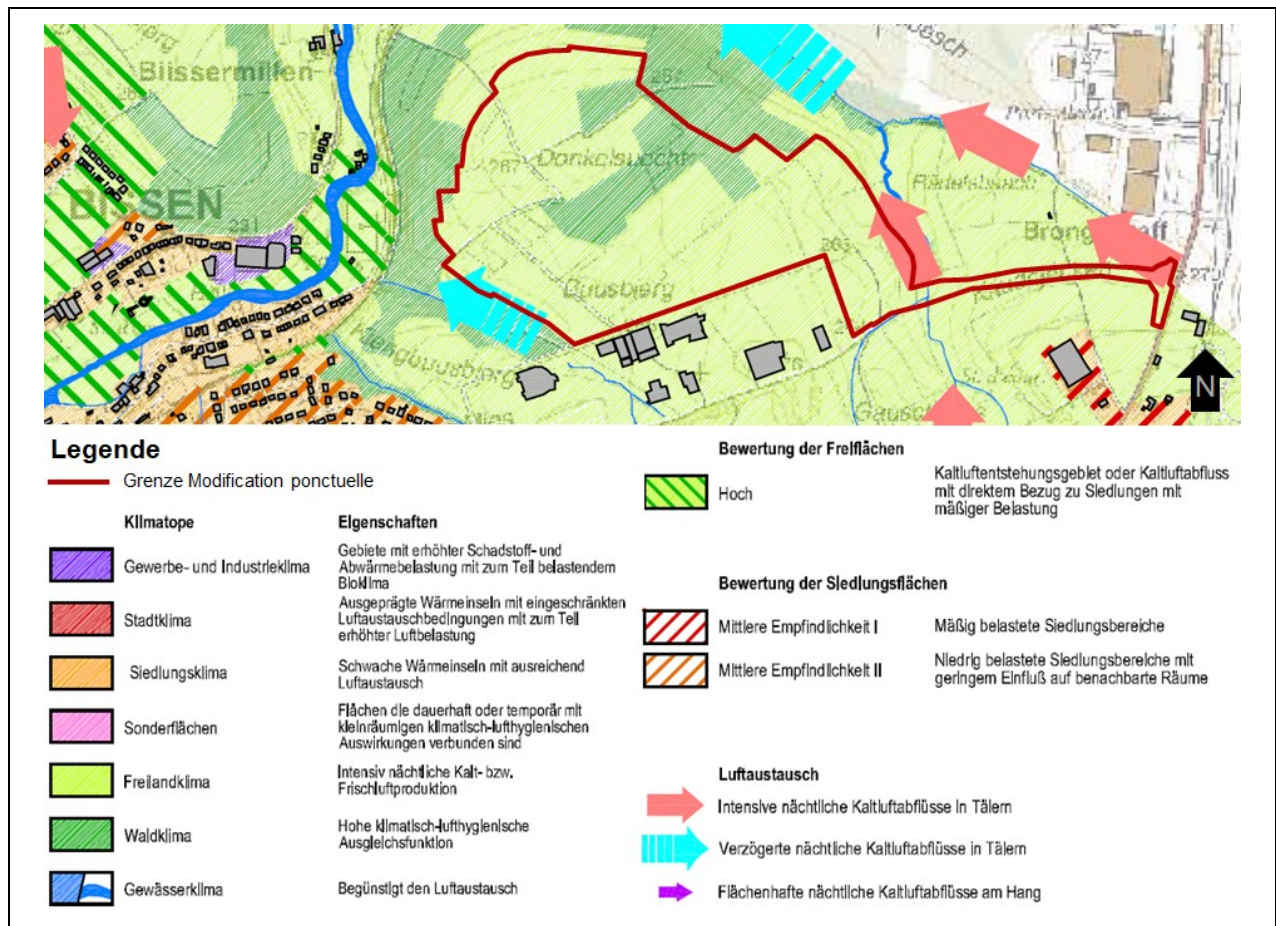 Biissermillen
BISSEN
231
287
Donkelsuecht
Guusbierg
203
Legende
Grenze Modification ponctuelle
Klimatope
Eigenschaften
Gewerbe- und Industrieklima
Gebiete mit erhöhter Schadstoff- und
Abwärmebelastung mit zum Teil belastendem
Bioklima
Stadtklima
Ausgeprägte Wärmeinseln mit eingeschränkten
Luftaustauschbedingungen mit zum Teil
erhöhter Luftbelastung
Siedlungsklima
Schwache Wärmeinseln mit ausreichend
Luftaustausch
Sonderflächen
Flächen die dauerhaft oder temporär mit
kleinräumigen klimatisch-lufthygienischen
Auswirkungen verbunden sind
Freilandklima
Intensiv nächtliche Kalt- bzw.
Frischluftproduktion
Waldklima
Hohe klimatisch-lufthygienische
Ausgleichsfunktion
Gewässerklima
Begünstigt den Luftaustausch
Bewertung der Freiflächen
Hoch
Kaltluftentstehungsgebiet oder Kaltluftabfluss
mit direktem Bezug zu Siedlungen mit
mäßiger Belastung
Bewertung der Siedlungsflächen
Mittlere Empfindlichkeit I
Mäßig belastete Siedlungsbereiche
Mittlere Empfindlichkeit II
Niedrig belastete Siedlungsbereiche mit
geringem Einfluß auf benachbarte Räume
Luftaustausch
Intensive nächtliche Kaltluftabflüsse in Tälern
Verzögerte nächtliche Kaltluftabflüsse in Tälern
Flächenhafte nächtliche Kaltluftabflüsse am Hang
N